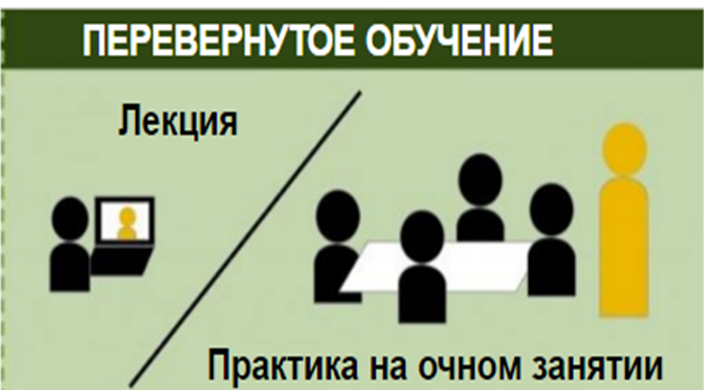 ПЕРЕВЕРНУТОЕ ОБУЧЕНИЕ
Лекция
Практика на очном занятии